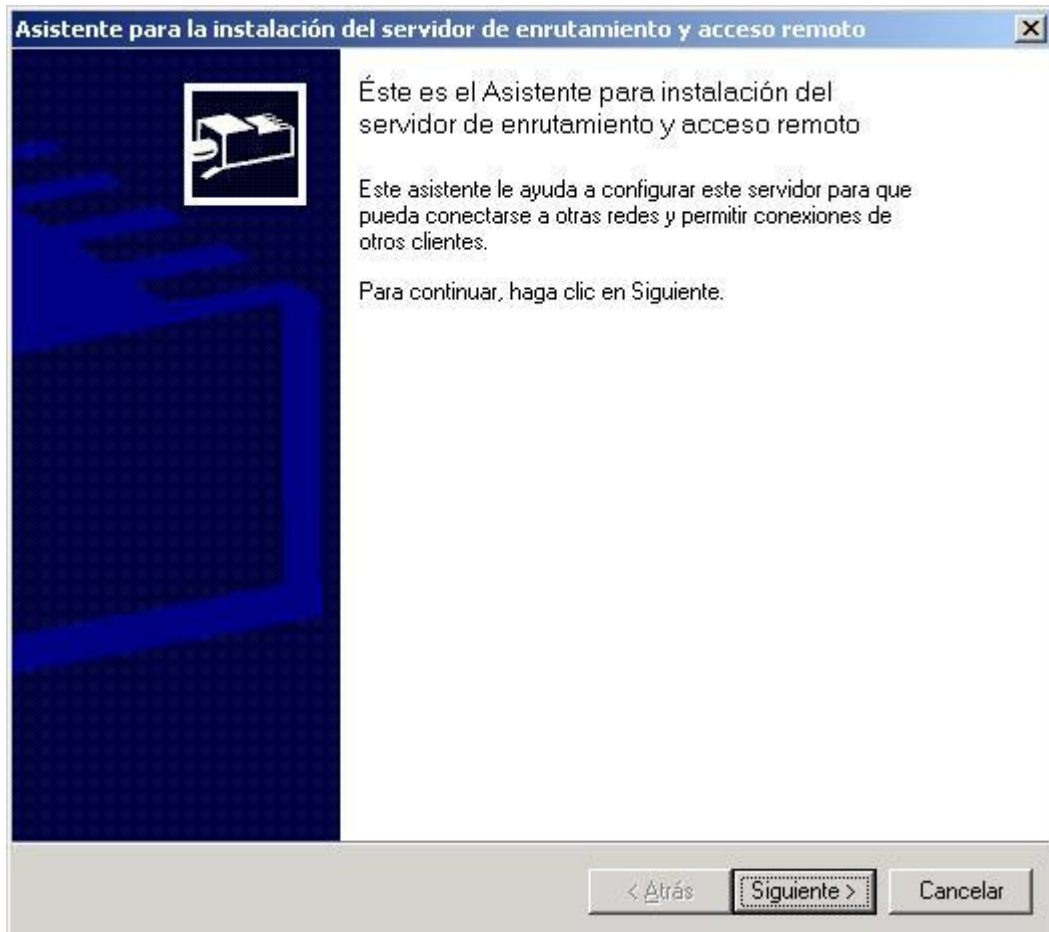 Asistente para la instalación del servidor de enrutamiento y acceso remoto
Éste es el Asistente para instalación del
servidor de enrutamiento y acceso remoto
Este asistente le ayuda a configurar este servidor para que
pueda conectarse a otras redes y permitir conexiones de
otros clientes.
Para continuar, haga clic en Siguiente.
< Atrás
Siguiente >
Cancelar